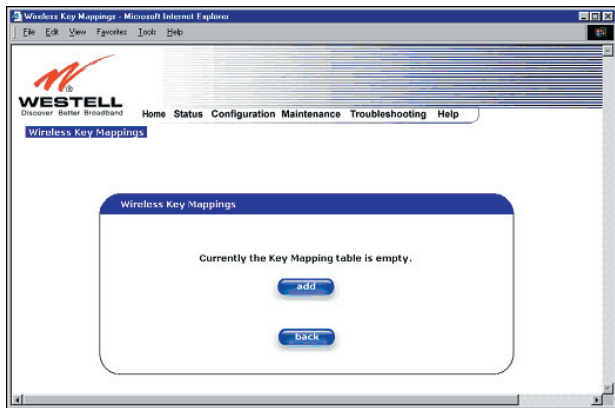 Wireless Key Mappings - Microsoft Internet Explorer
File Edit View Favorites Tools Help
WESTELL
Discover Better Broadband
Home Status Configuration Maintenance Troubleshooting Help
Wireless Key Mappings
Wireless Key Mappings
Currently the Key Mapping table is empty.
add
back